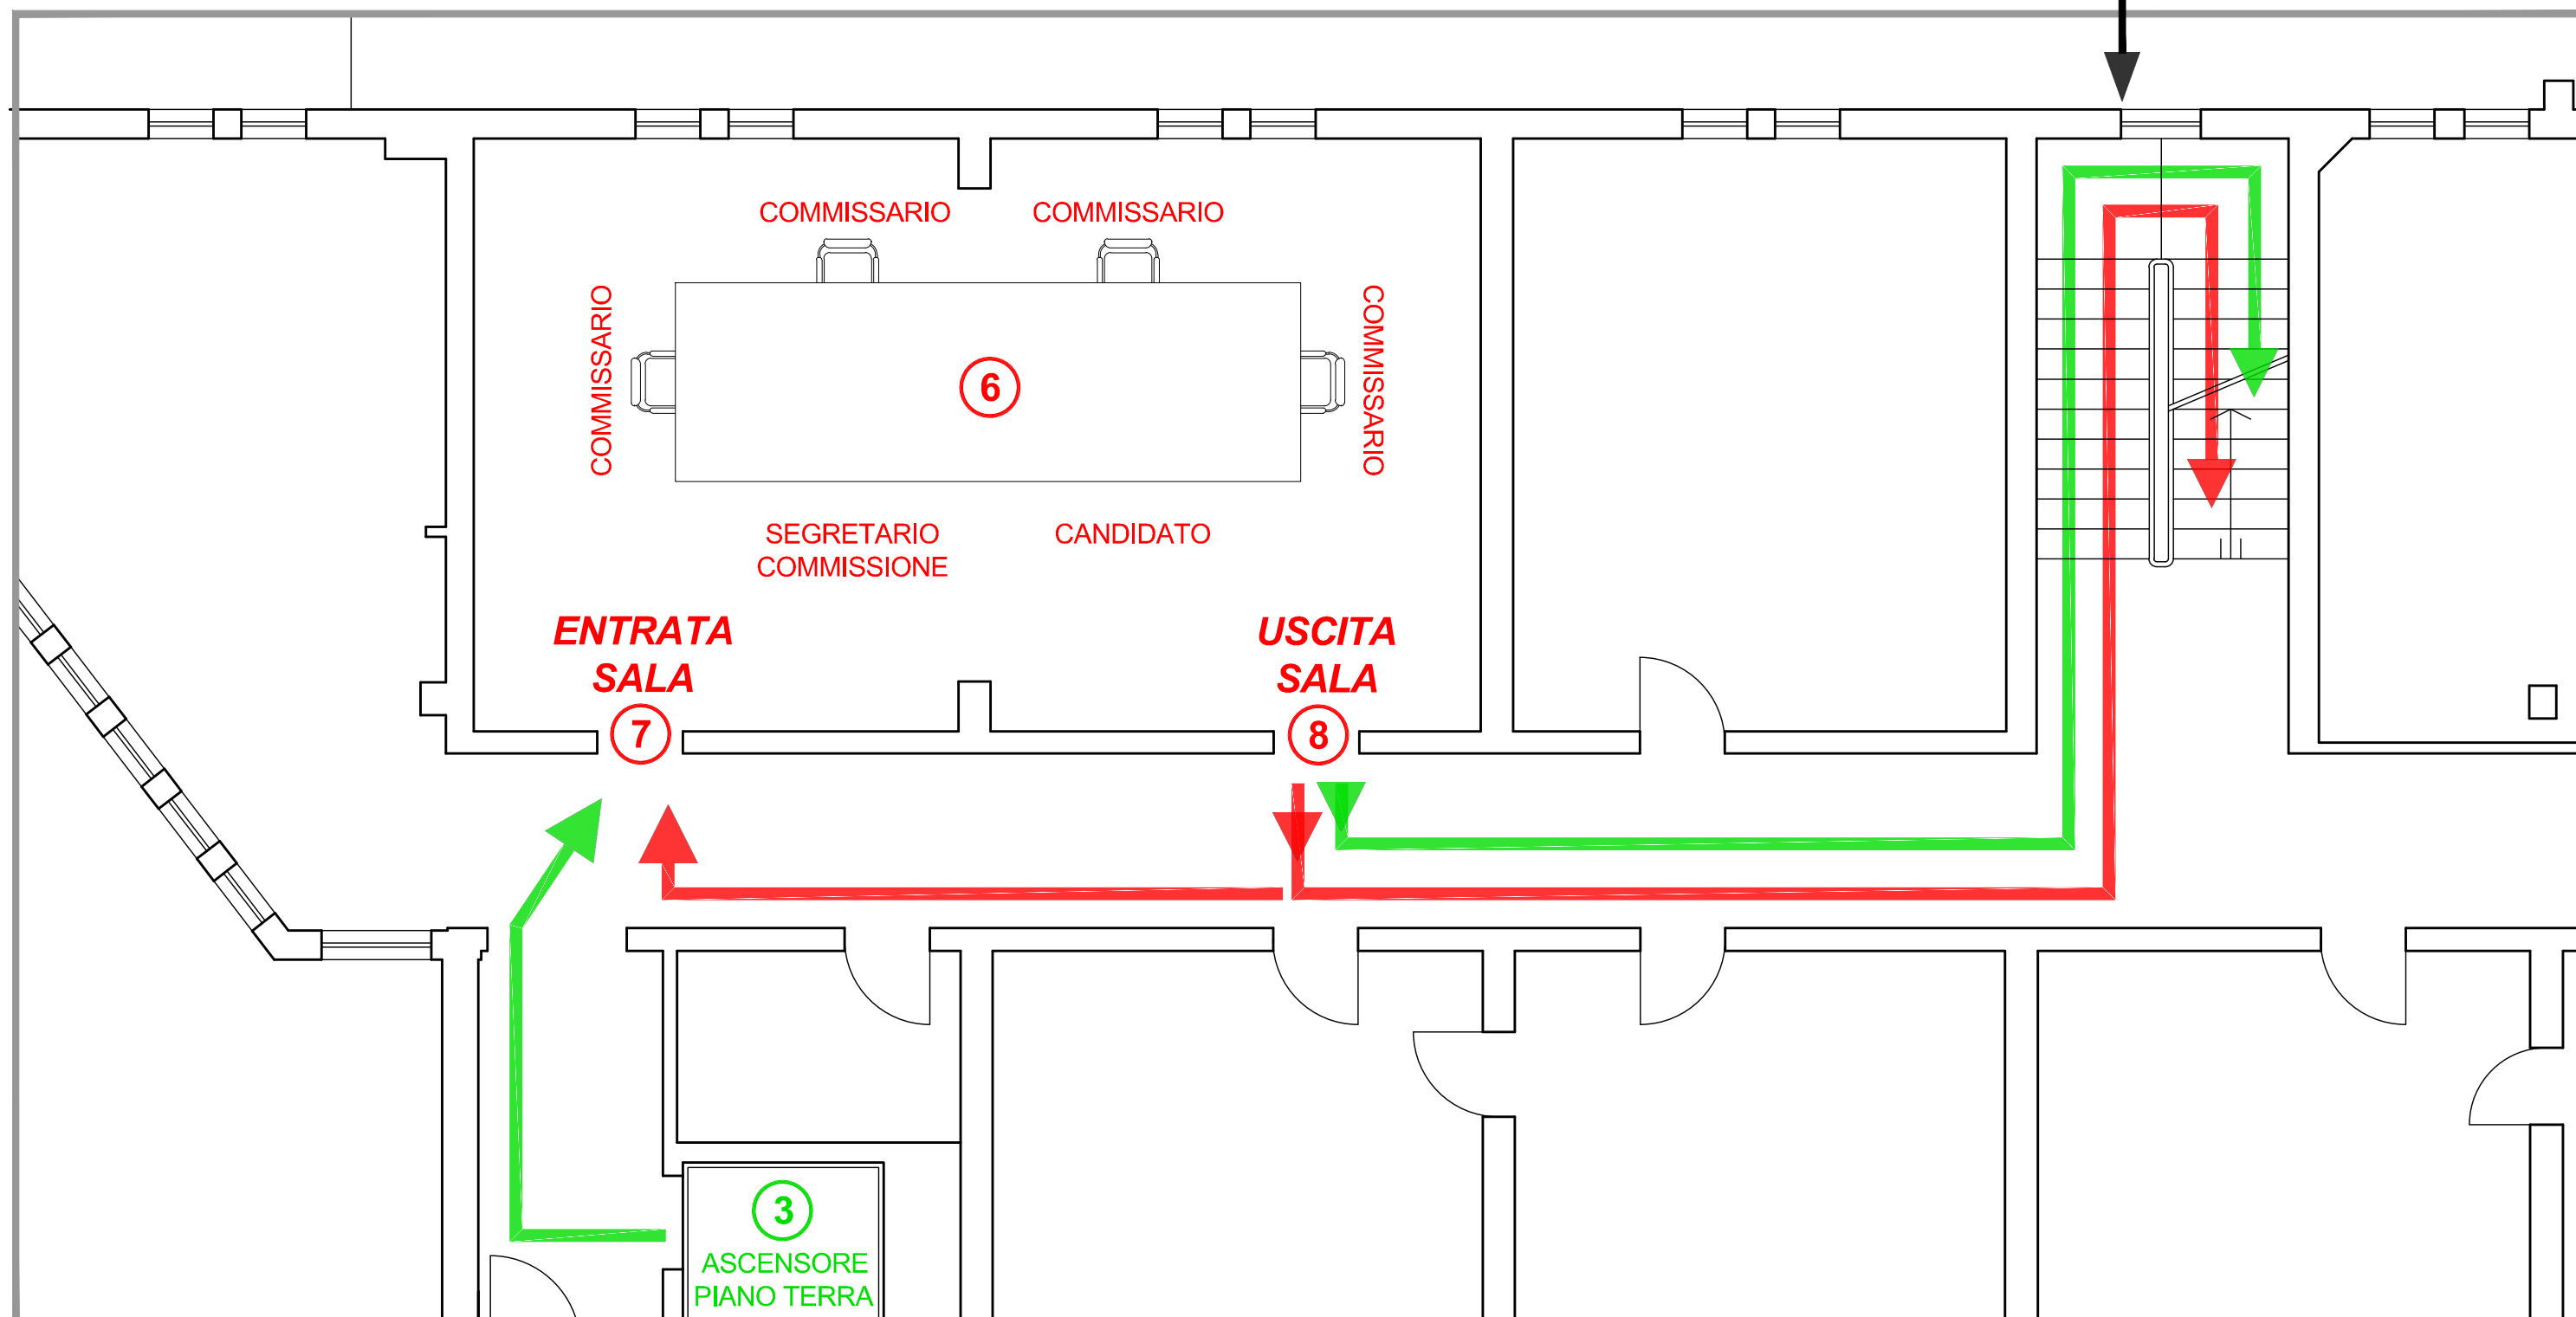 COMMISSARIO
COMMISSARIO
COMMISSARIO
COMMISSARIO
6
SEGRETARIO
COMMISSIONE
CANDIDATO
ENTRATA
SALA
7
USCITA
SALA
8
3
ASCENSORE
PIANO TERRA